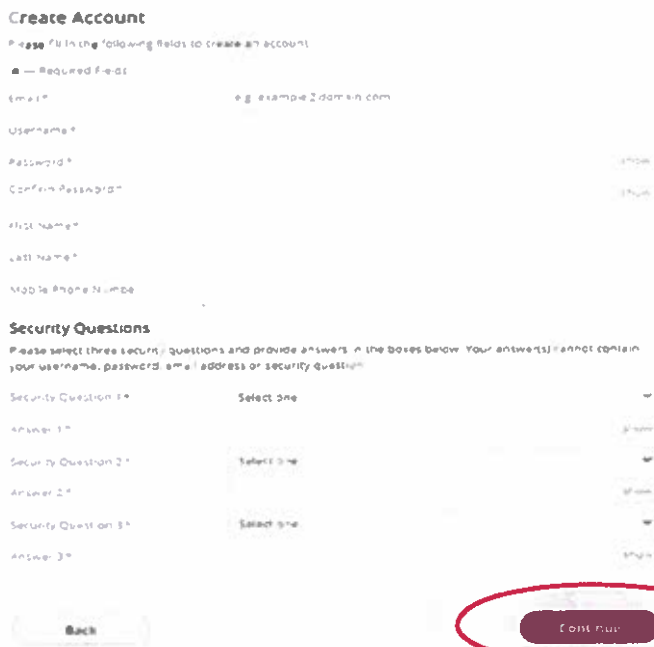 Create Account
Please fill in the following fields to create an account
— Required Fields
Email *
e.g. example2domain.com
Username *
Password *
show
Confirm Password *
show
First Name *
Last Name *
Mobile Phone Numbe
Security Questions
Please select three security questions and provide answers in the boxes below. Your answer(s) cannot contain
your username, password, email address or security question
Security Question 1 *
Select one
Answer 1 *
show
Security Question 2 *
Select one
Answer 2 *
show
Security Question 3 *
Select one
Answer 3 *
show
Back
Continue